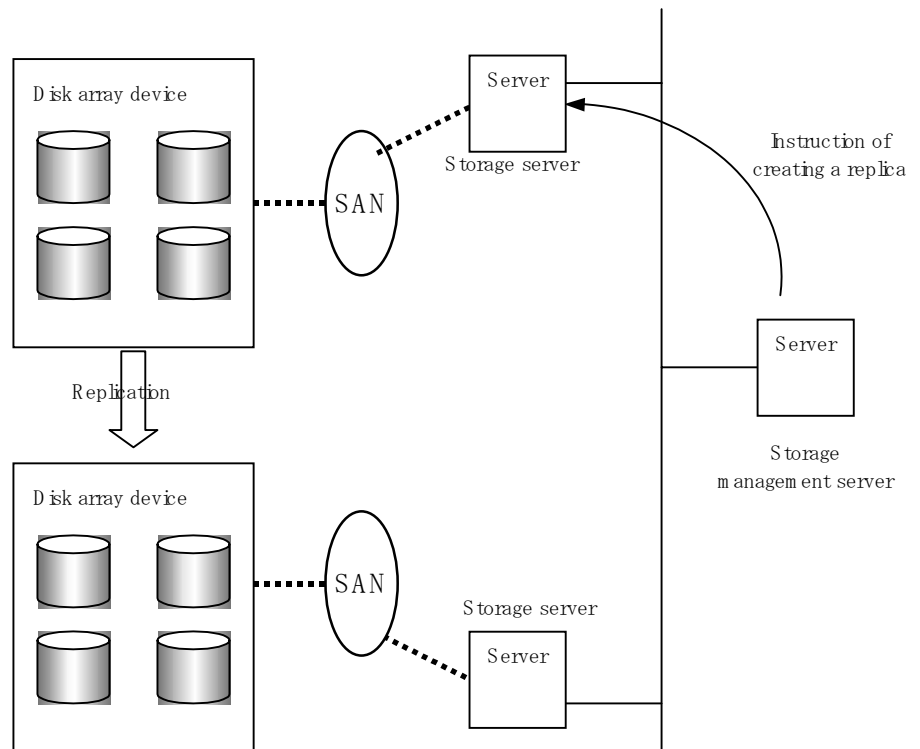 Disk array device
Server
Storage server
SAN
Instruction of
creating a replica
Server
Storage
management server
Replication
Disk array device
SAN
Storage server
Server